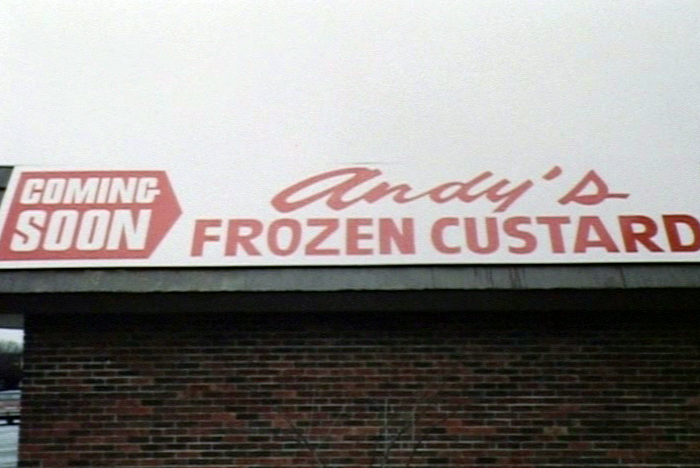 COMING
SOON
Andy's
FROZEN CUSTARD